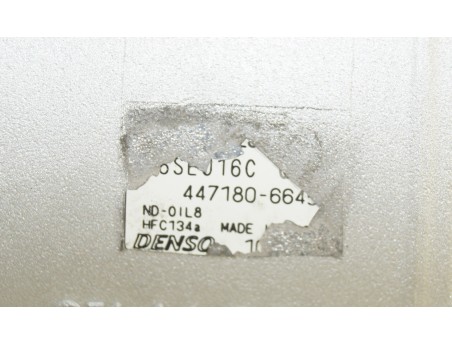 6SEU16C
447180-664
ND-OIL8
HFC134a MADE
DENSO